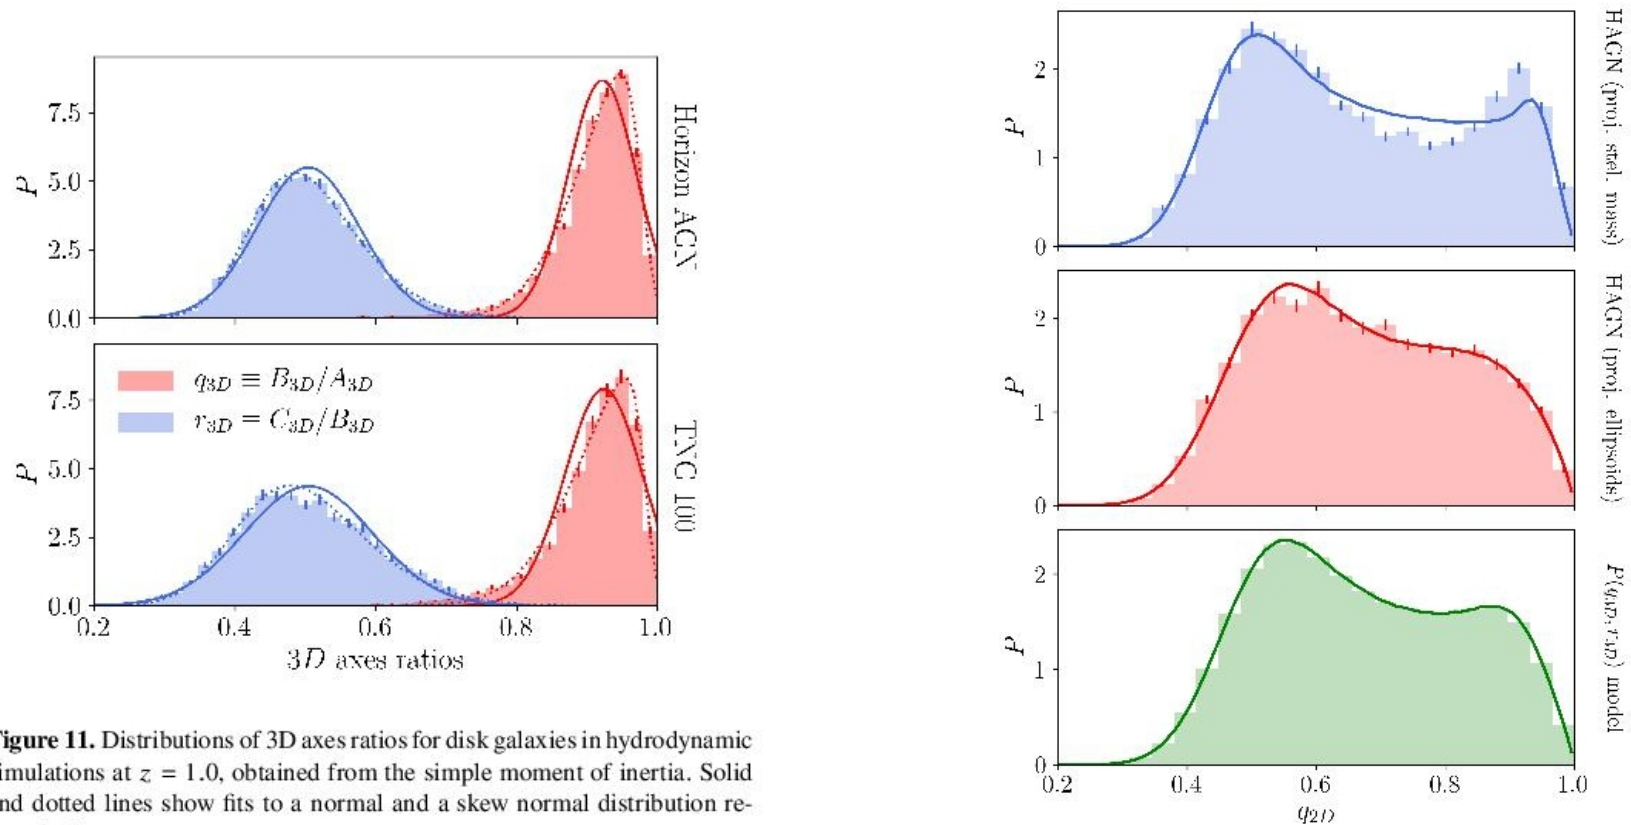 7.5
5.0
2.5
0.0
P
Horizon AGN
q3D ≡ B3D/A3D
r3D ≡ C3D/B3D
7.5
5.0
2.5
0.0
P
TNG 100
0.2 0.4 0.6 0.8 1.0
3D axes ratios
igure 11. Distributions of 3D axes ratios for disk galaxies in hydrodynamic
imulations at z = 1.0, obtained from the simple moment of inertia. Solid
nd dotted lines show fits to a normal and a skew normal distribution re-
2
1
0
P
HAGN (proj. stel. mass)
2
1
0
P
HAGN (proj. ellipsoids)
2
1
0
P
P(q3D, r3D) model
0.2 0.4 0.6 0.8 1.0
q2D